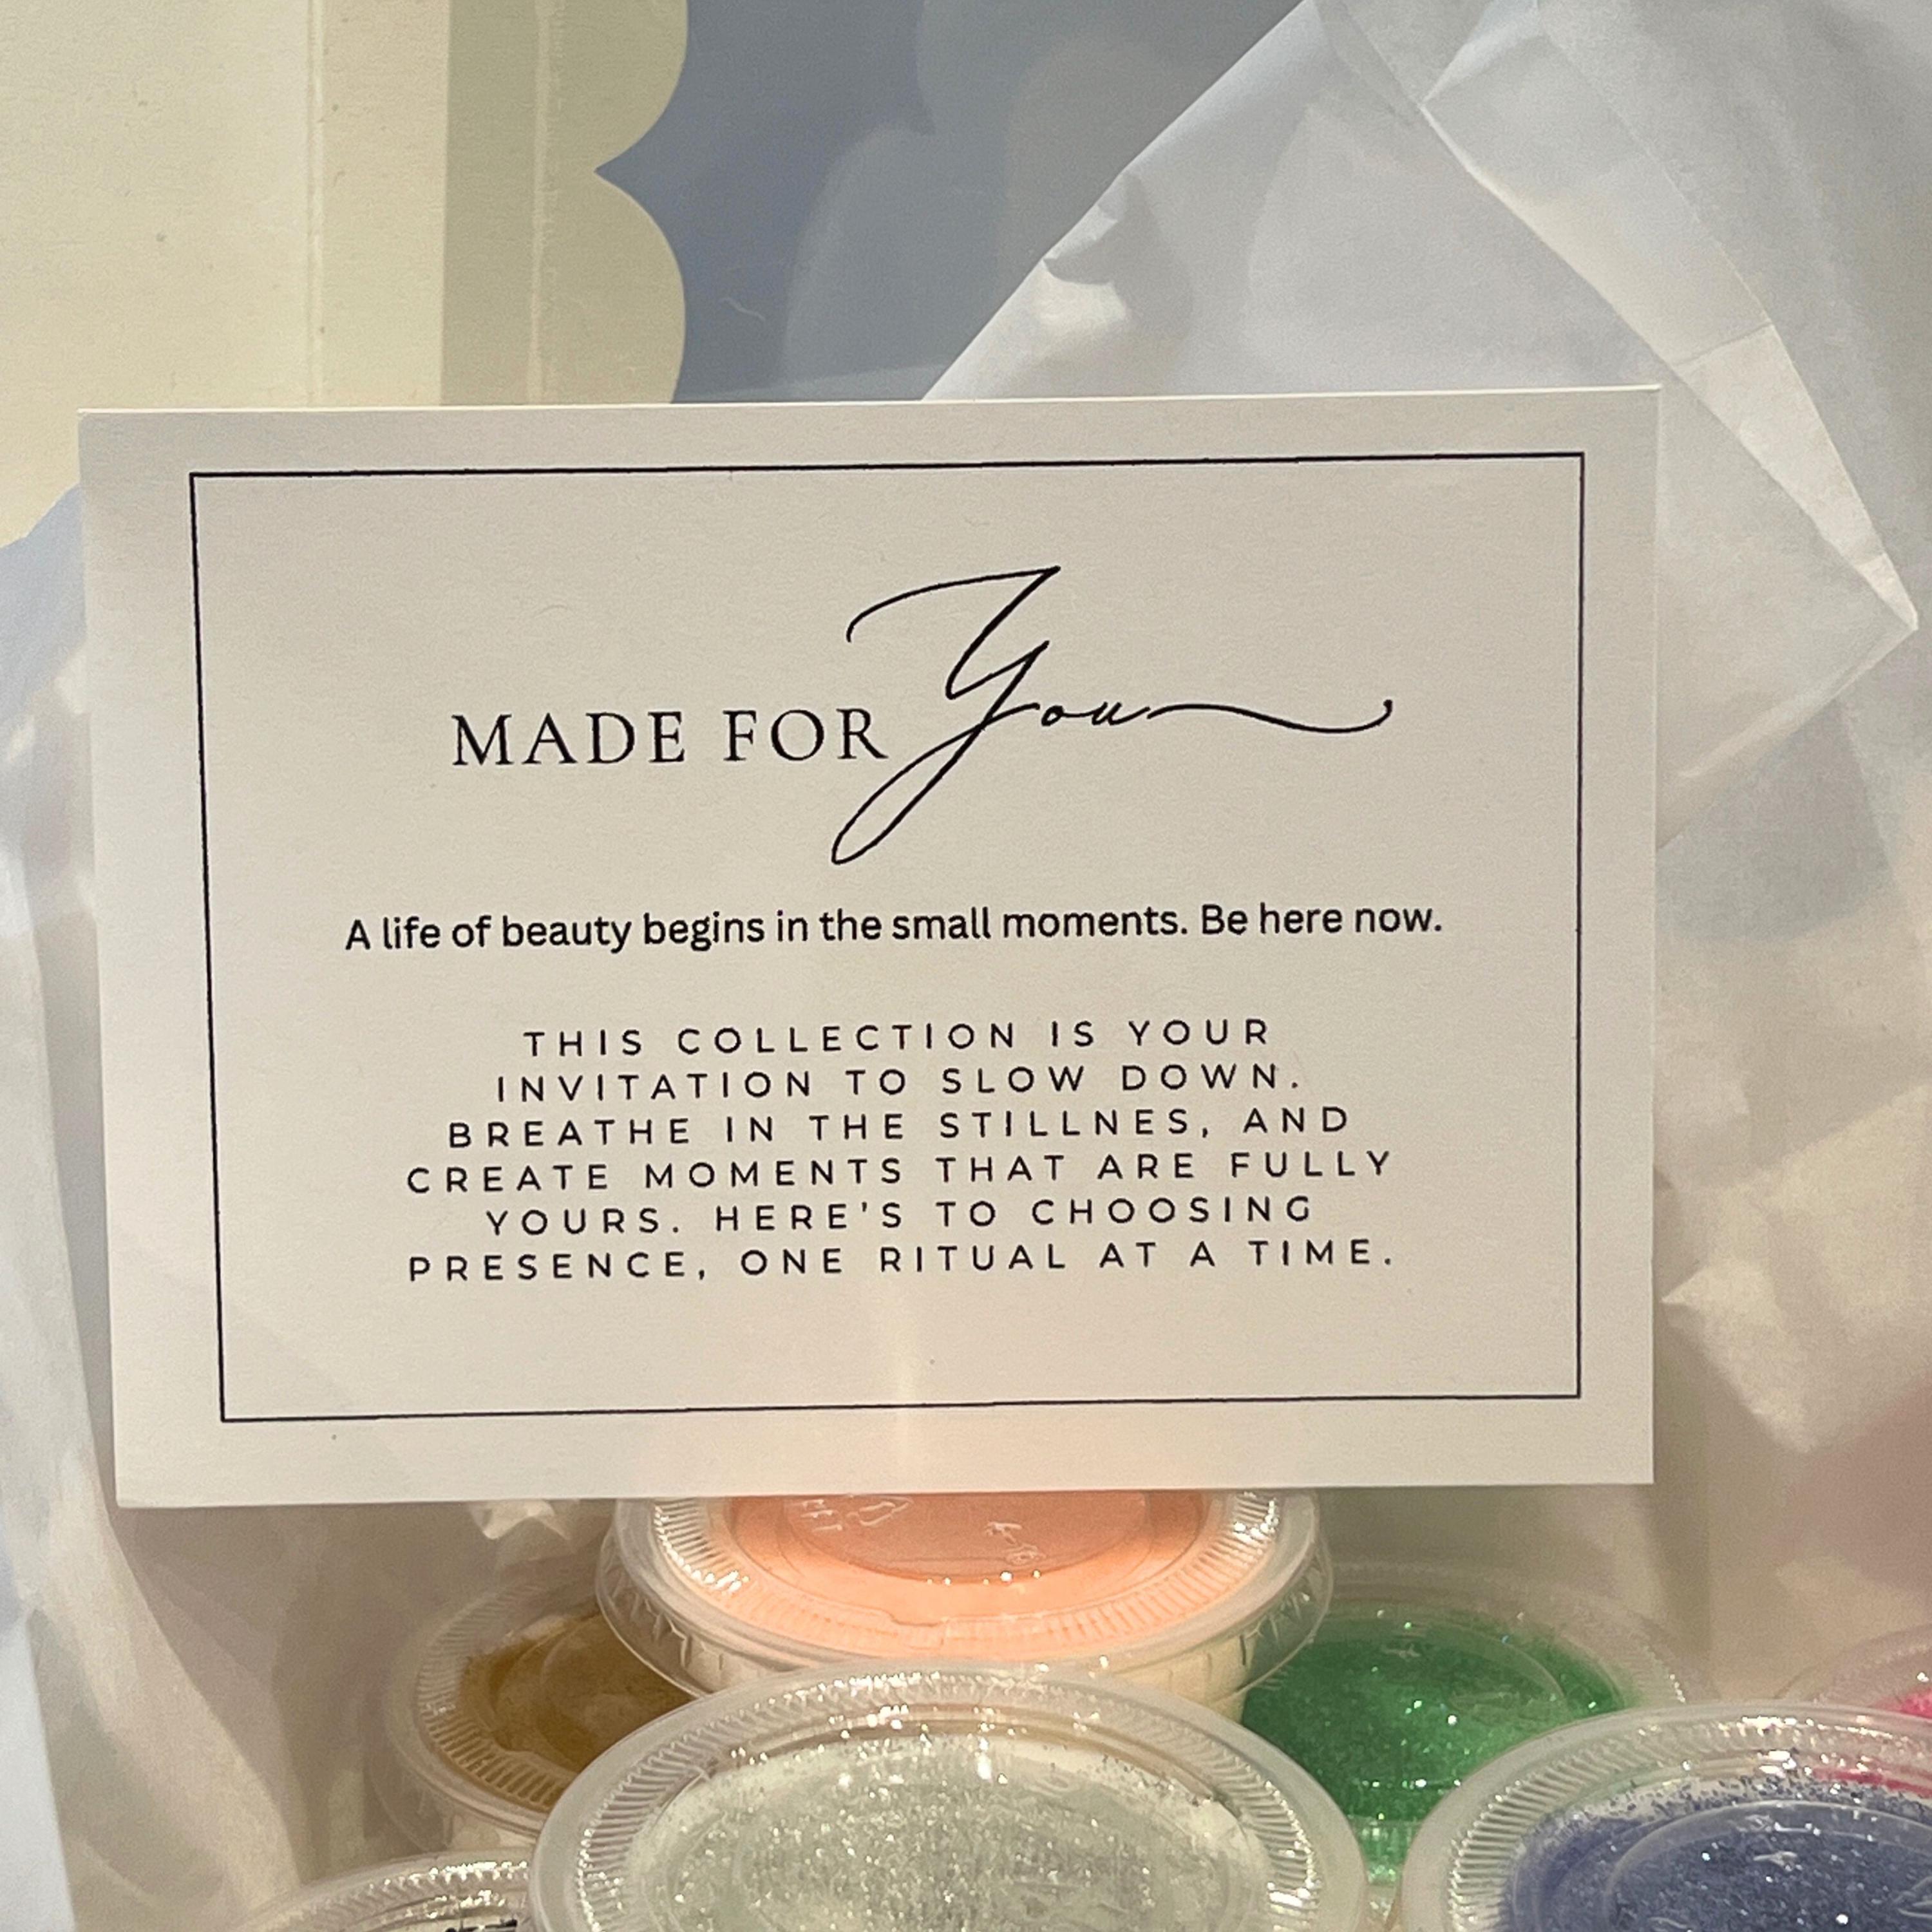 MADE FOR You
A life of beauty begins in the small moments. Be here now.
THIS COLLECTION IS YOUR
INVITATION TO SLOW DOWN.
BREATHE IN THE STILLNES, AND
CREATE MOMENTS THAT ARE FULLY
YOURS. HERE'S TO CHOOSING
PRESENCE, ONE RITUAL AT A TIME.